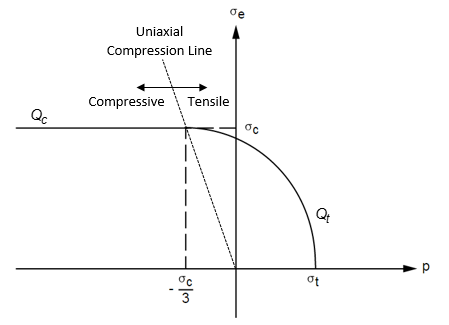 σe
Uniaxial
Compression Line
Compressive
Tensile
Qc
σc
Qt
p
- σc
3
σt